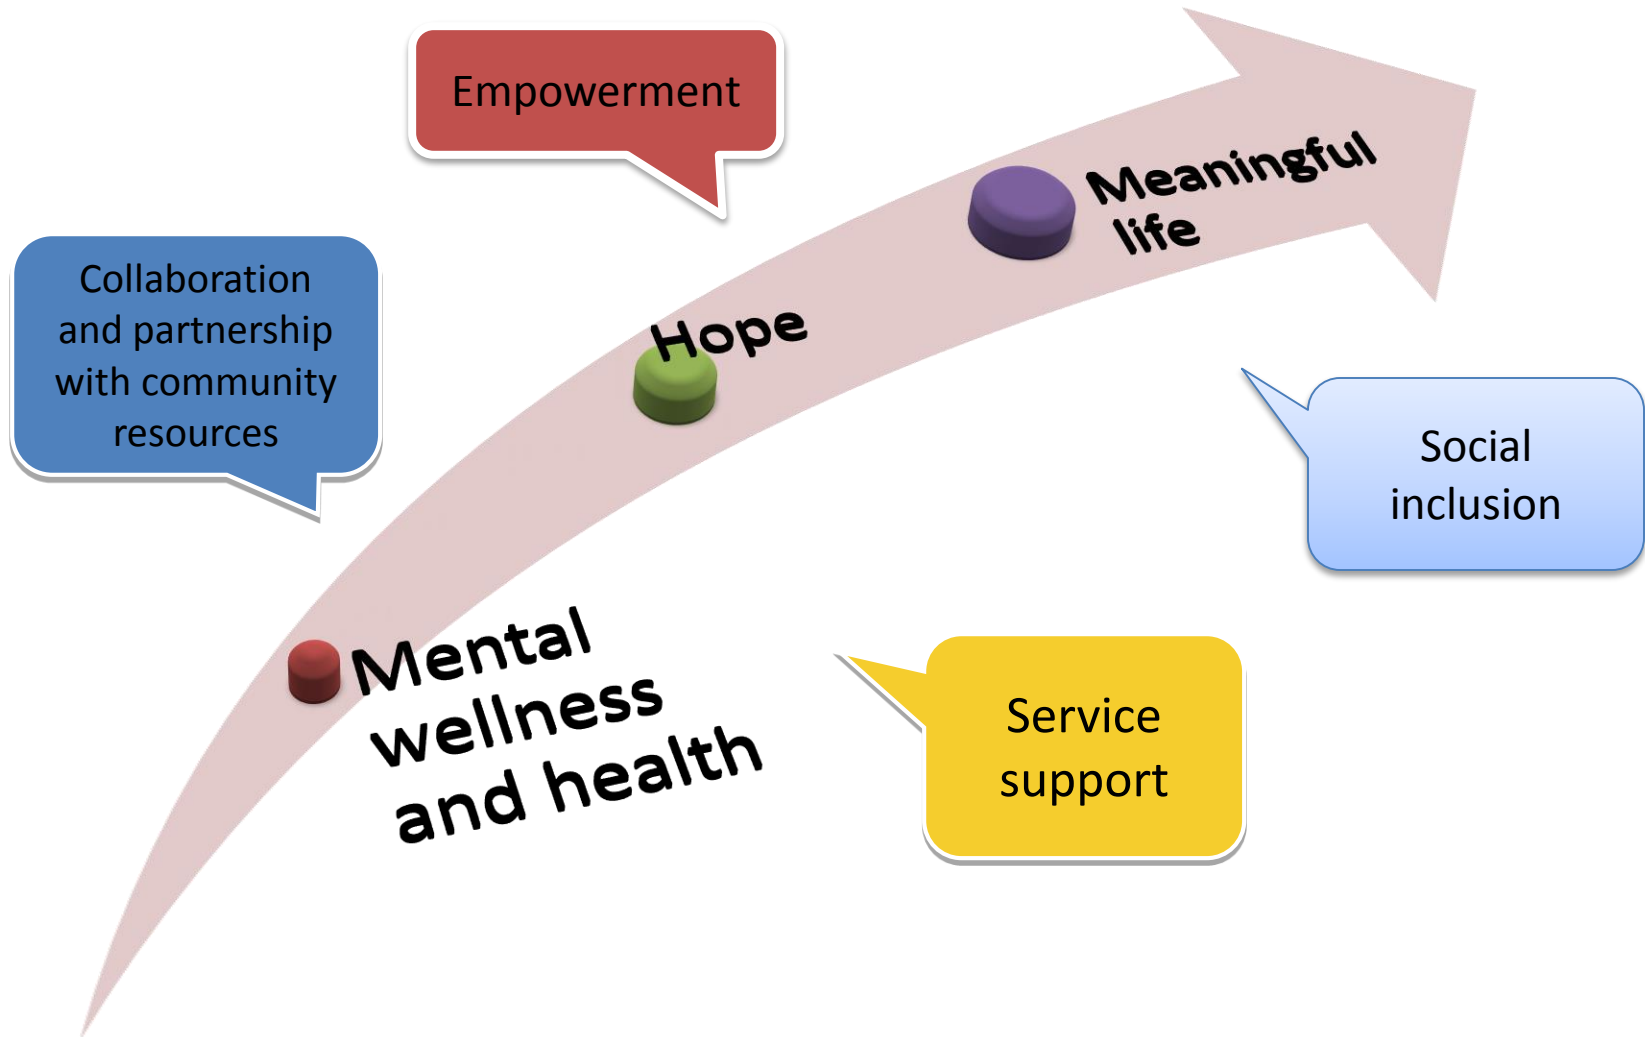 Empowerment
Meaningful
life
Collaboration
and partnership
with community
resources
Hope
Social
inclusion
Mental
wellness
and health
Service
support